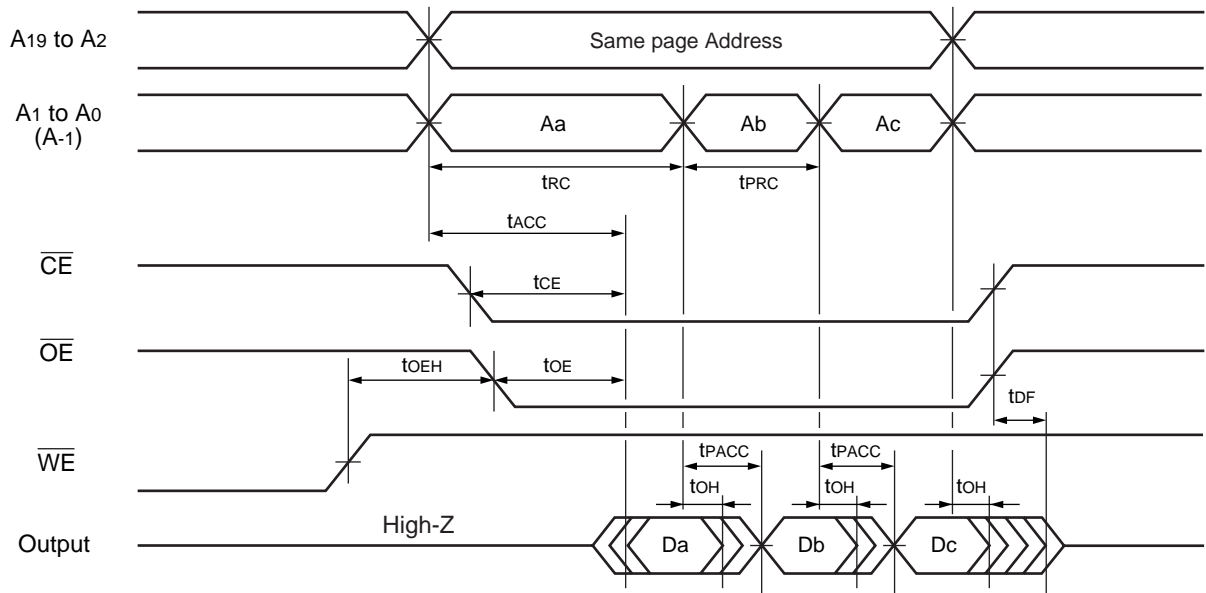 A19 to A2
Same page Address
A1 to A0
(A-1)
Aa
Ab
Ac
tRC
tPRC
tACC
CE
tCE
OE
tOEH
tOE
tDF
WE
tPACC
tPACC
tOH
tOH
tOH
Output
High-Z
Da
Db
Dc